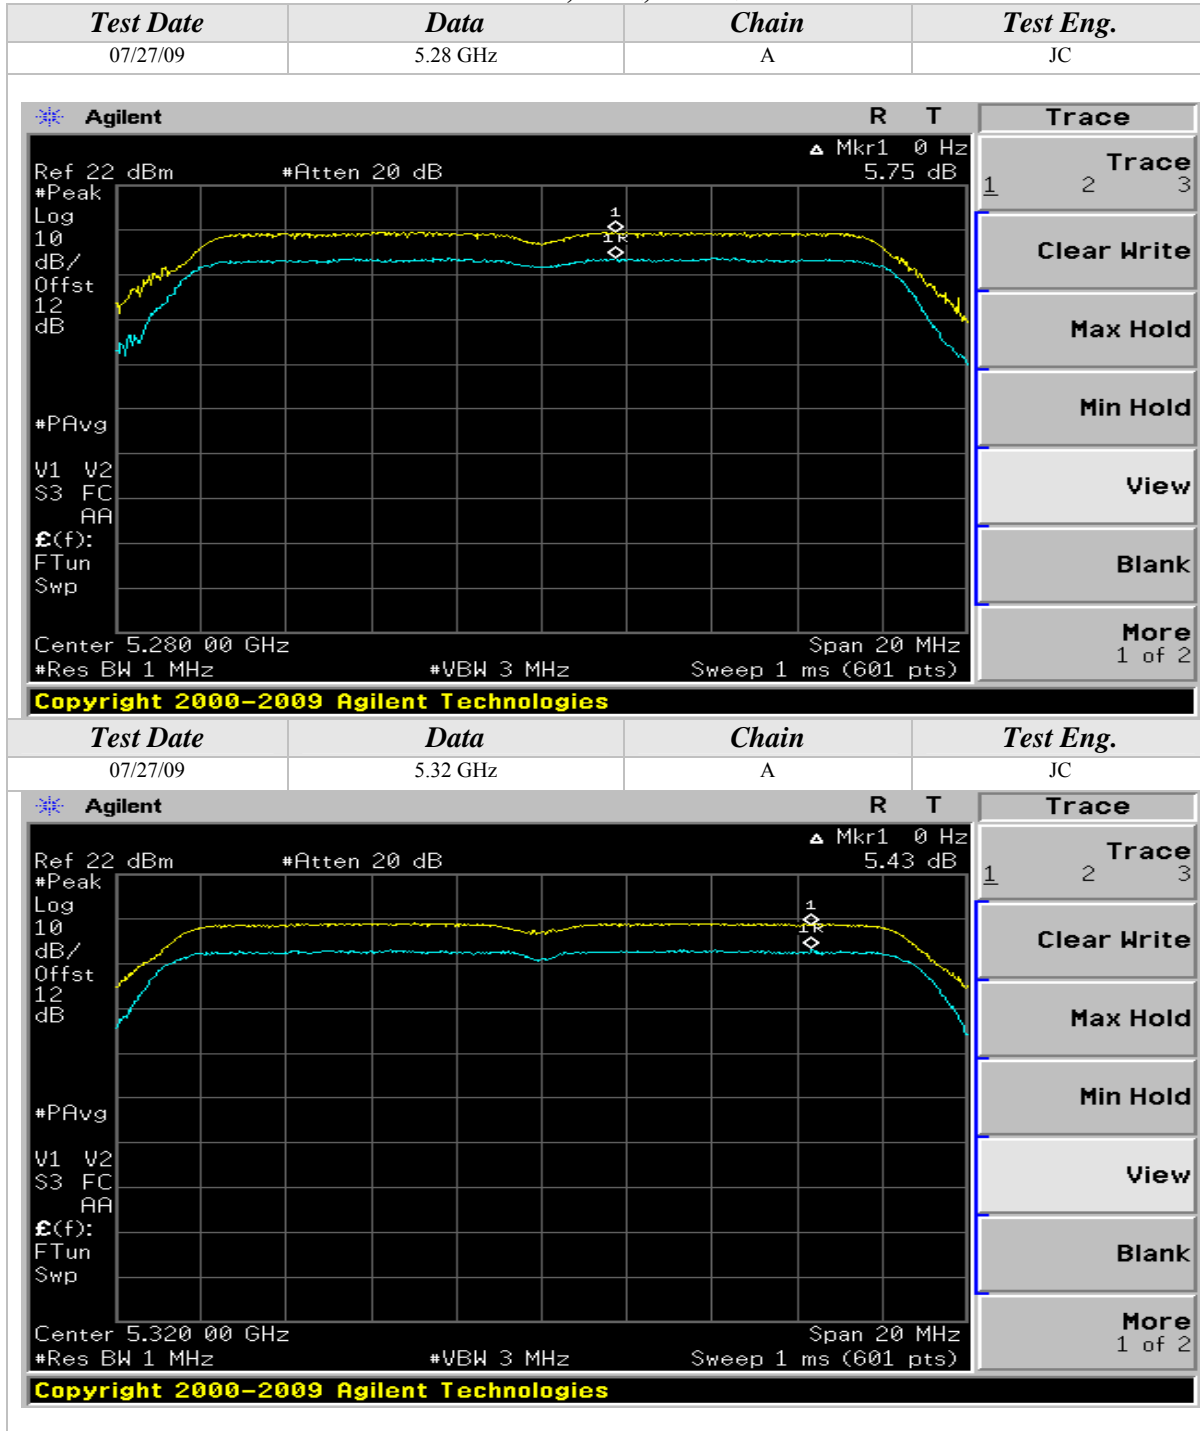 Test Date Data Chain Test Eng.
07/27/09 5.28 GHz A JC
Agilent R T Trace
Δ Mkr1 0 Hz
Ref 22 dBm #Atten 20 dB 5.75 dB
#Peak
Log
10
dB/
Offst
12
dB
1
1R
#PAvg
V1 V2
S3 FC
AA
£(f):
FTun
Swp
Center 5.280 00 GHz Span 20 MHz
#Res BW 1 MHz #VBW 3 MHz Sweep 1 ms (601 pts)
Copyright 2000-2009 Agilent Technologies
Trace
1 2 3
Clear Write
Max Hold
Min Hold
View
Blank
More
1 of 2
Test Date Data Chain Test Eng.
07/27/09 5.32 GHz A JC
Agilent R T Trace
Δ Mkr1 0 Hz
Ref 22 dBm #Atten 20 dB 5.43 dB
#Peak
Log
10
dB/
Offst
12
dB
1
1R
#PAvg
V1 V2
S3 FC
AA
£(f):
FTun
Swp
Center 5.320 00 GHz Span 20 MHz
#Res BW 1 MHz #VBW 3 MHz Sweep 1 ms (601 pts)
Copyright 2000-2009 Agilent Technologies
Trace
1 2 3
Clear Write
Max Hold
Min Hold
View
Blank
More
1 of 2